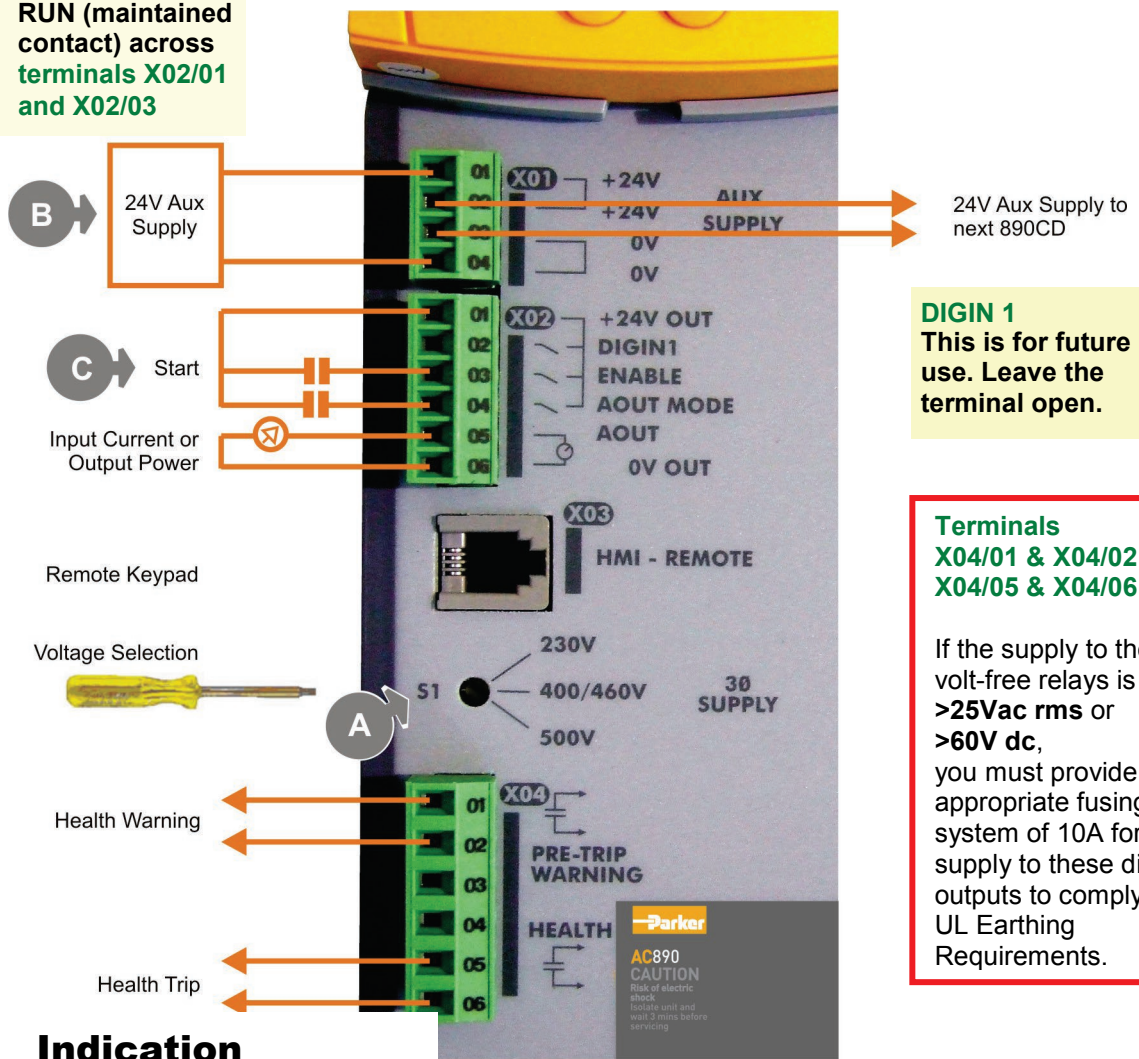 RUN (maintained
contact) across
terminals X02/01
and X02/03
B
24V Aux
Supply
01
02
03
04
X01
+24V
+24V
0V
0V
AUX
SUPPLY
24V Aux Supply to
next 890CD
C
Start
Input Current or
Output Power
01
02
03
04
05
06
X02
+24V OUT
DIGIN1
ENABLE
AOUT MODE
AOUT
0V OUT
DIGIN 1
This is for future
use. Leave the
terminal open.
Remote Keypad
X03
HMI - REMOTE
Voltage Selection
A
S1
230V
400/460V
500V
3Ø
SUPPLY
Terminals
X04/01 & X04/02
X04/05 & X04/06
If the supply to the
volt-free relays is
>25Vac rms or
>60V dc,
you must provide
appropriate fusing
system of 10A for
supply to these di
outputs to comply
UL Earthing
Requirements.
Health Warning
Health Trip
01
02
03
04
05
06
X04
PRE-TRIP
WARNING
HEALTH
Parker
AC890
CAUTION
Risk of electric
shock
Isolate unit and
wait 3 mins before
servicing
Indication